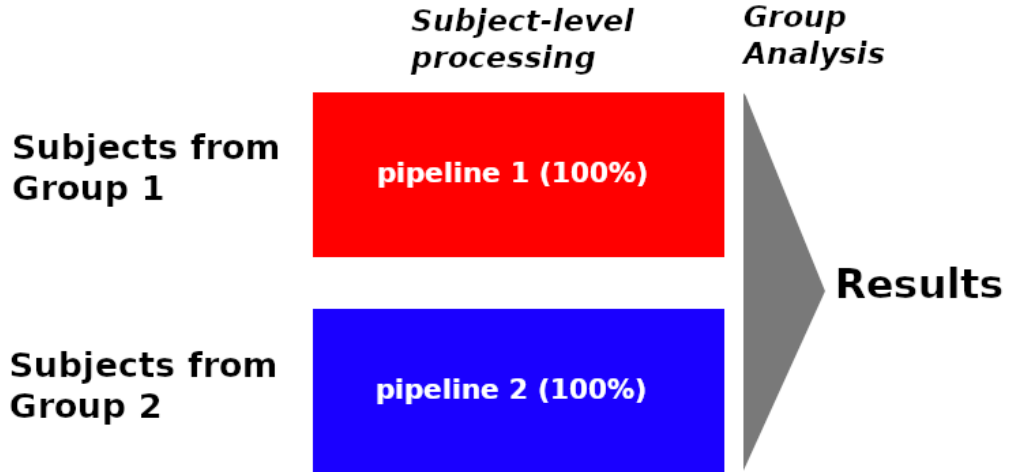 Subject-level
processing
Group
Analysis
Subjects from
Group 1
pipeline 1 (100%)
Results
Subjects from
Group 2
pipeline 2 (100%)